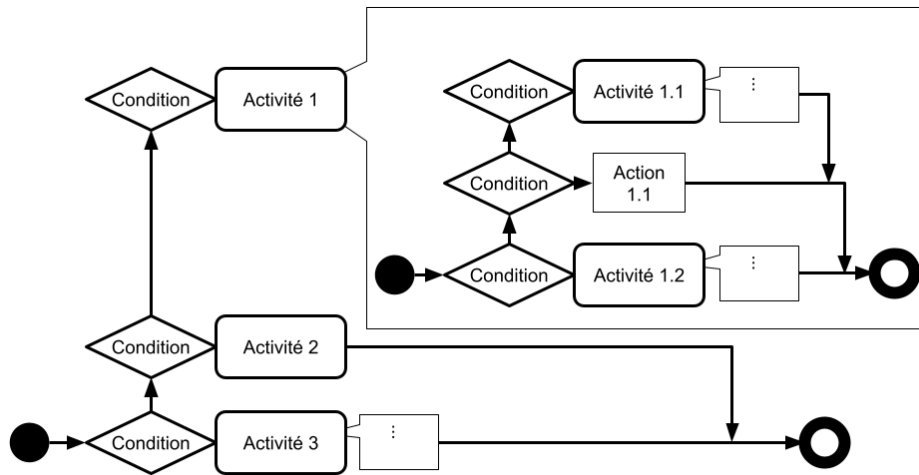 Condition
Activité 1
Condition
Activité 1.1
⋮
Condition
Action
1.1
Condition
Activité 1.2
⋮
Condition
Activité 2
Condition
Activité 3
⋮